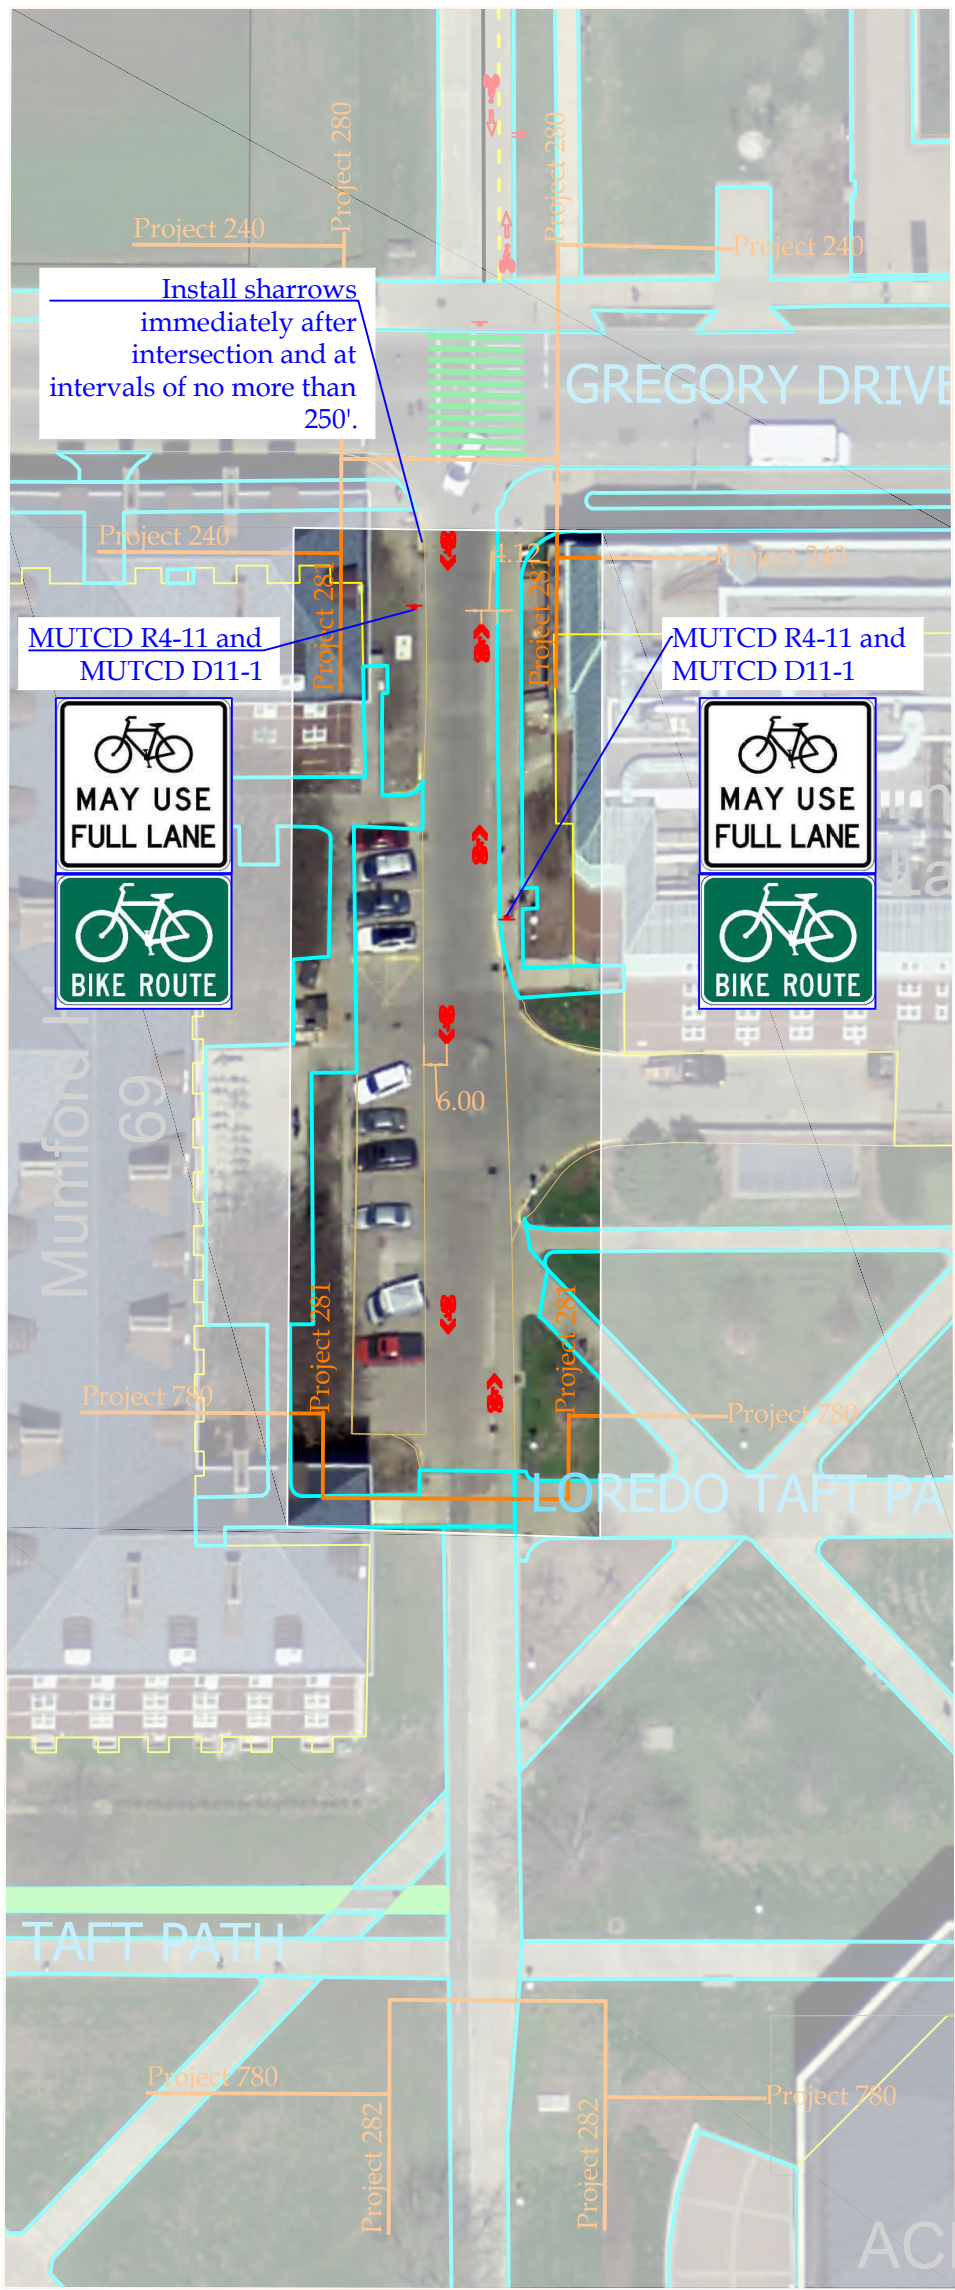 Project 280
Project 280
Project 240
Project 240
Install sharrows
immediately after
intersection and at
intervals of no more than
250'.
GREGORY DRIVE
Project 240
Project 240
4.12
Project 281
Project 281
MUTCD R4-11 and
MUTCD D11-1
MUTCD R4-11 and
MUTCD D11-1
MAY USE
FULL LANE
MAY USE
FULL LANE
BIKE ROUTE
BIKE ROUTE
Mumford
69
6.00
Project 281
Project 281
Project 780
Project 780
LOREDO TAFT PA
TAFT PATH
Project 780
Project 780
Project 282
Project 282